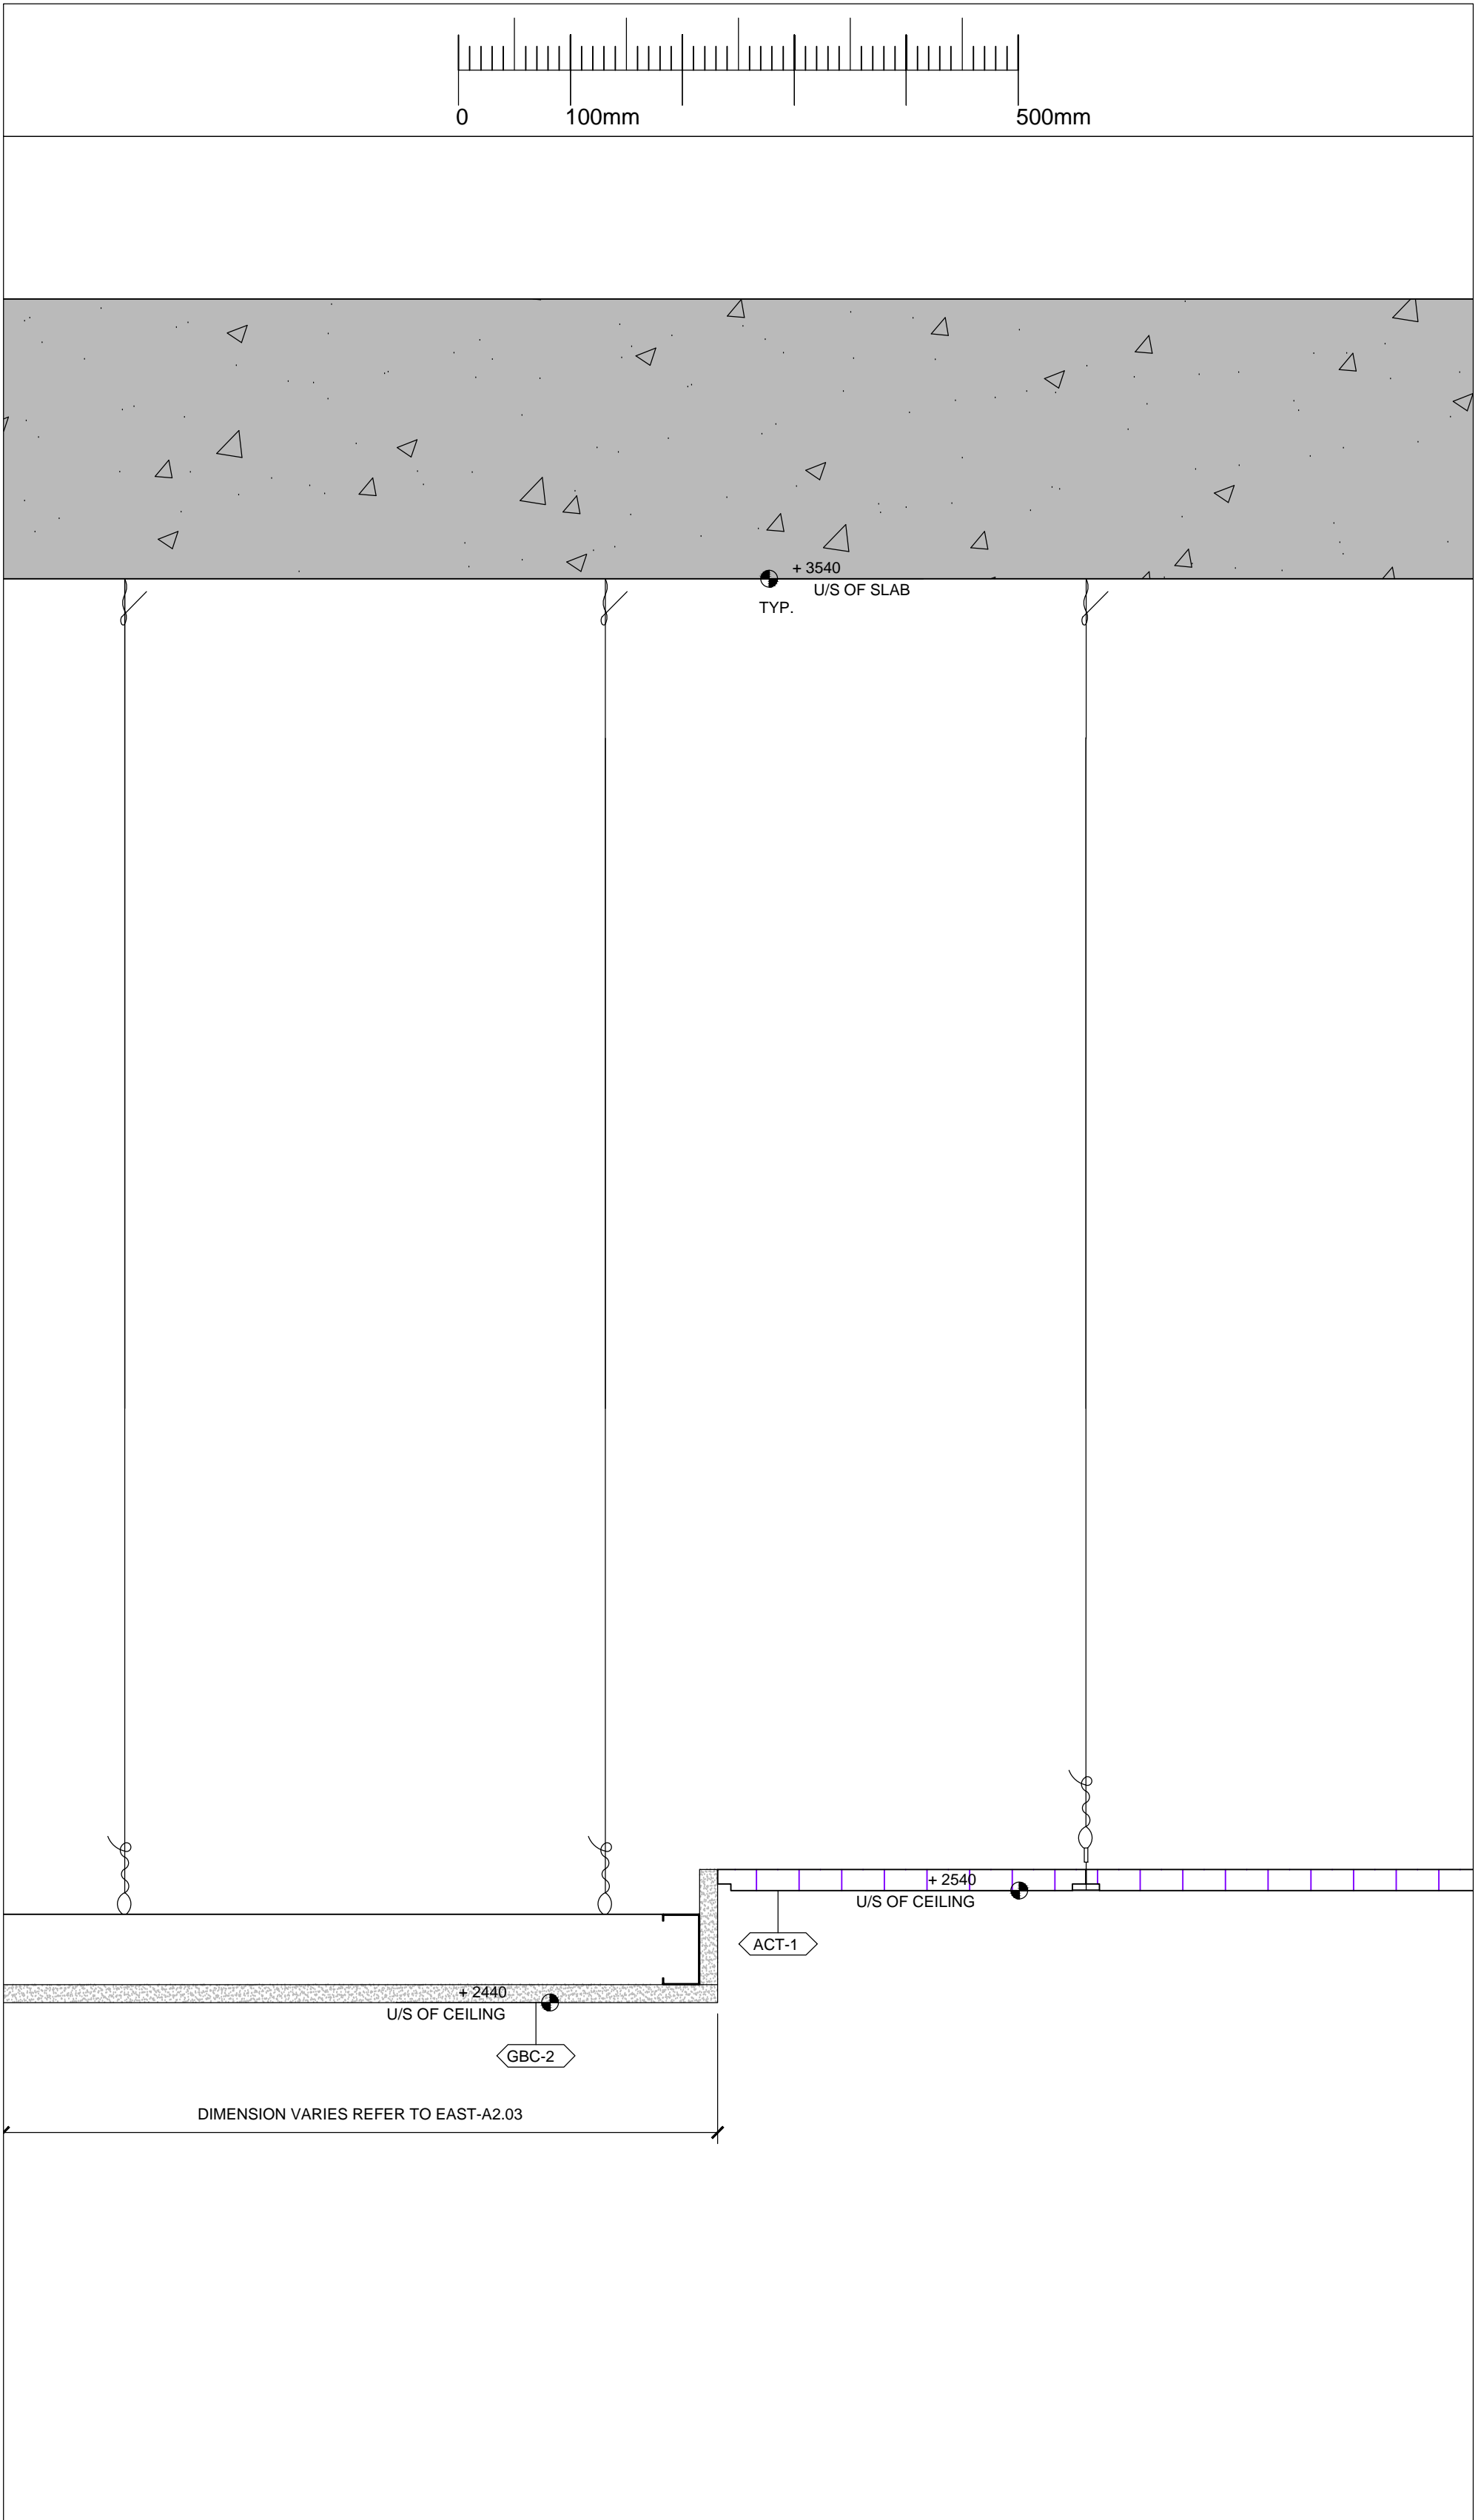 0 100mm 500mm
+ 3540
U/S OF SLAB
TYP.
+ 2540
U/S OF CEILING
ACT-1
+ 2440
U/S OF CEILING
GBC-2
DIMENSION VARIES REFER TO EAST-A2.03